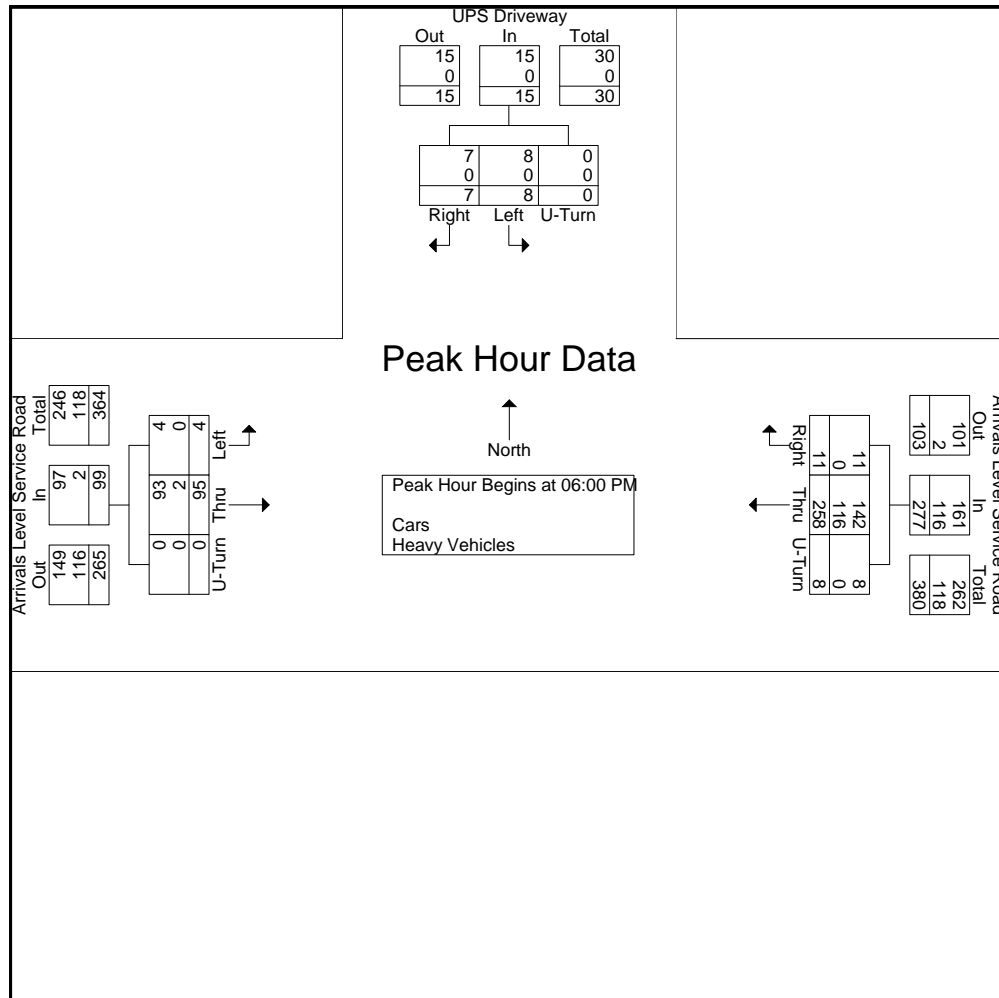 UPS Driveway
Out In Total
15 15 30
0 0 0
15 15 30
7 8 0
0 0 0
7 8 0
Right Left U-Turn
Peak Hour Data
North
Peak Hour Begins at 06:00 PM
Cars
Heavy Vehicles
Arrivals Level Service Road
Out In Total
149 97 246
116 2 118
265 99 364
U-Turn Thru Left
0 93 4
0 2 0
0 95 4
Arrivals Level Service Road
Out In Total
101 161 262
2 116 118
103 277 380
11 142 8
0 116 0
11 258 8
Right Thru U-Turn